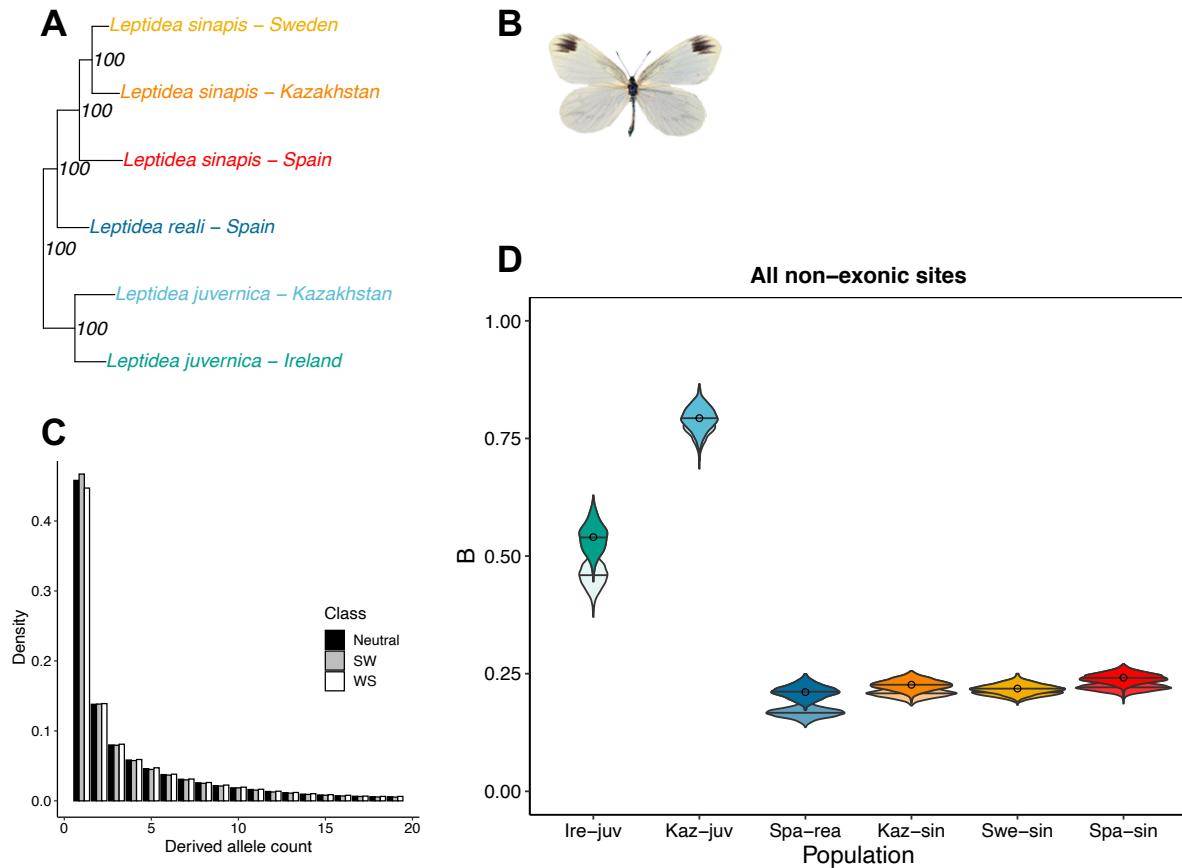 A
Leptidea sinapis – Sweden
100
Leptidea sinapis – Kazakhstan
100
Leptidea sinapis – Spain
100
Leptidea reali – Spain
100
Leptidea juvernica – Kazakhstan
100
Leptidea juvernica – Ireland
B
C
Density
0.4
0.3
0.2
0.1
0.0
Class
Neutral
SW
WS
0 5 10 15 20
Derived allele count
D
All non–exonic sites
B
1.00
0.75
0.50
0.25
0.00
Ire–juv Kaz–juv Spa–rea Kaz–sin Swe–sin Spa–sin
Population